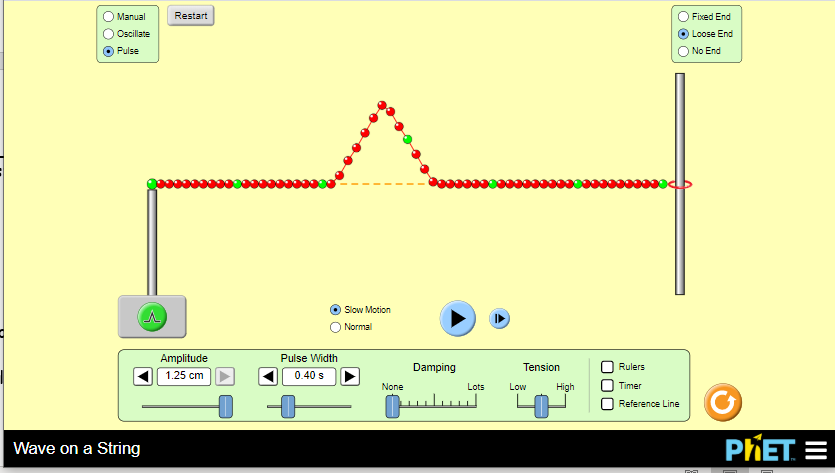 Manual
Oscillate
Pulse
Restart
Fixed End
Loose End
No End
Slow Motion
Normal
Amplitude
1.25 cm
Pulse Width
0.40 s
Damping
None
Lots
Tension
Low
High
Rulers
Timer
Reference Line
Wave on a String
PhET